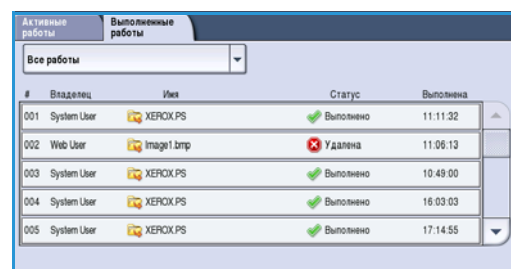 Активные работы
Выполненные работы
Все работы
# Владелец Имя Статус Выполнена
001 System User XEROX.PS Выполнено 11:11:32
002 Web User Image1.bmp Удалена 11:06:13
003 System User XEROX.PS Выполнено 10:49:00
004 System User XEROX.PS Выполнено 16:03:03
005 System User XEROX.PS Выполнено 17:14:55